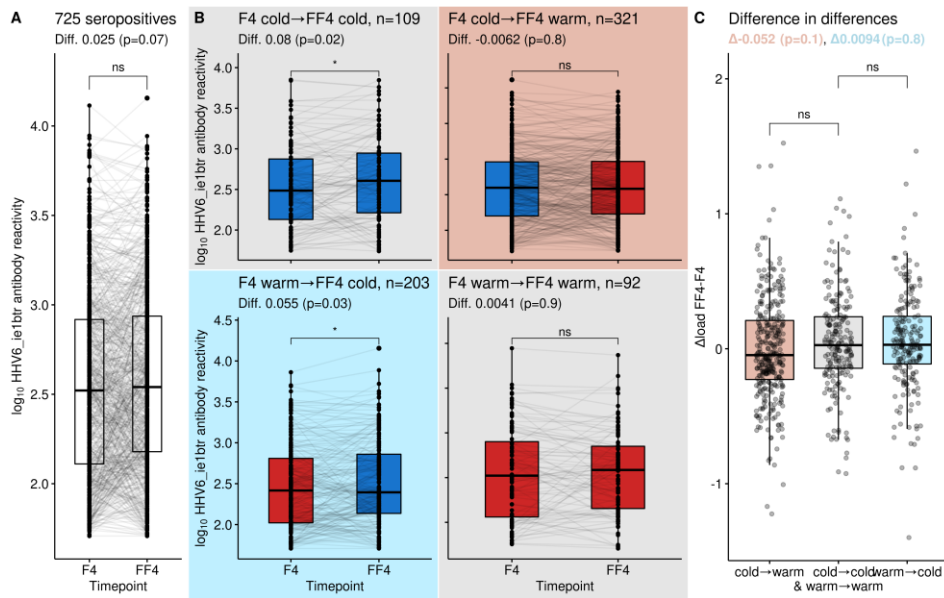 A
725 seropositives
Diff. 0.025 (p=0.07)
ns
log10 HHV6_ie1btr antibody reactivity
4.0
3.5
3.0
2.5
2.0
F4
FF4
Timepoint
B
F4 cold→FF4 cold, n=109
Diff. 0.08 (p=0.02)
*
log10 HHV6_ie1btr antibody reactivity
4.0
3.5
3.0
2.5
2.0
F4 cold→FF4 warm, n=321
Diff. -0.0062 (p=0.8)
ns
F4 warm→FF4 cold, n=203
Diff. 0.055 (p=0.03)
*
log10 HHV6_ie1btr antibody reactivity
4.5
4.0
3.5
3.0
2.5
2.0
F4
FF4
Timepoint
F4 warm→FF4 warm, n=92
Diff. 0.0041 (p=0.9)
ns
F4
FF4
Timepoint
C
Difference in differences
Δ-0.052 (p=0.1), Δ0.0094 (p=0.8)
ns
ns
Δload FF4-F4
2
1
0
-1
cold→warm
cold→cold
& warm→warm
warm→cold